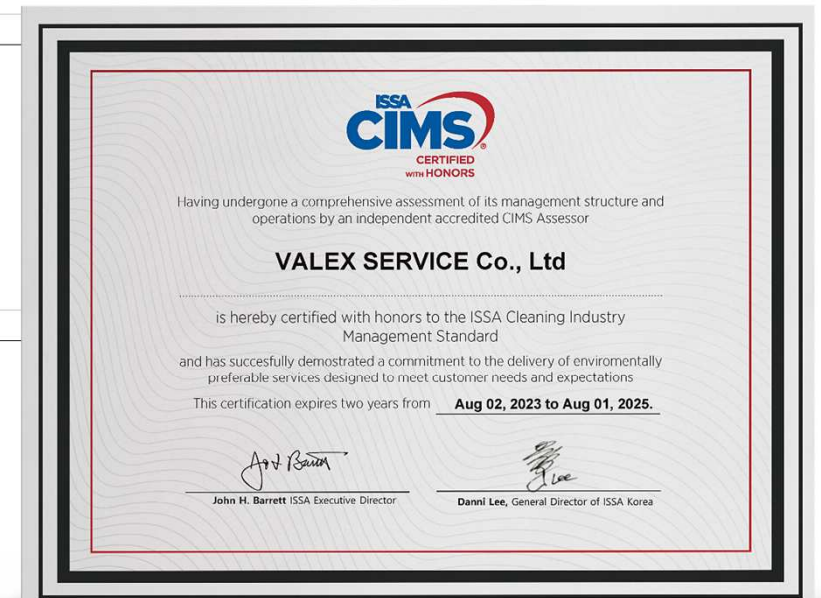 ISSA
CIMS®
CERTIFIED
WITH HONORS
Having undergone a comprehensive assessment of its management structure and
operations by an independent accredited CIMS Assessor
VALEX SERVICE Co., Ltd
is hereby certified with honors to the ISSA Cleaning Industry
Management Standard
and has succesfully demostrated a commitment to the delivery of enviromentally
preferable services designed to meet customer needs and expectations
This certification expires two years from Aug 02, 2023 to Aug 01, 2025.
John H. Barrett ISSA Executive Director
Danni Lee, General Director of ISSA Korea